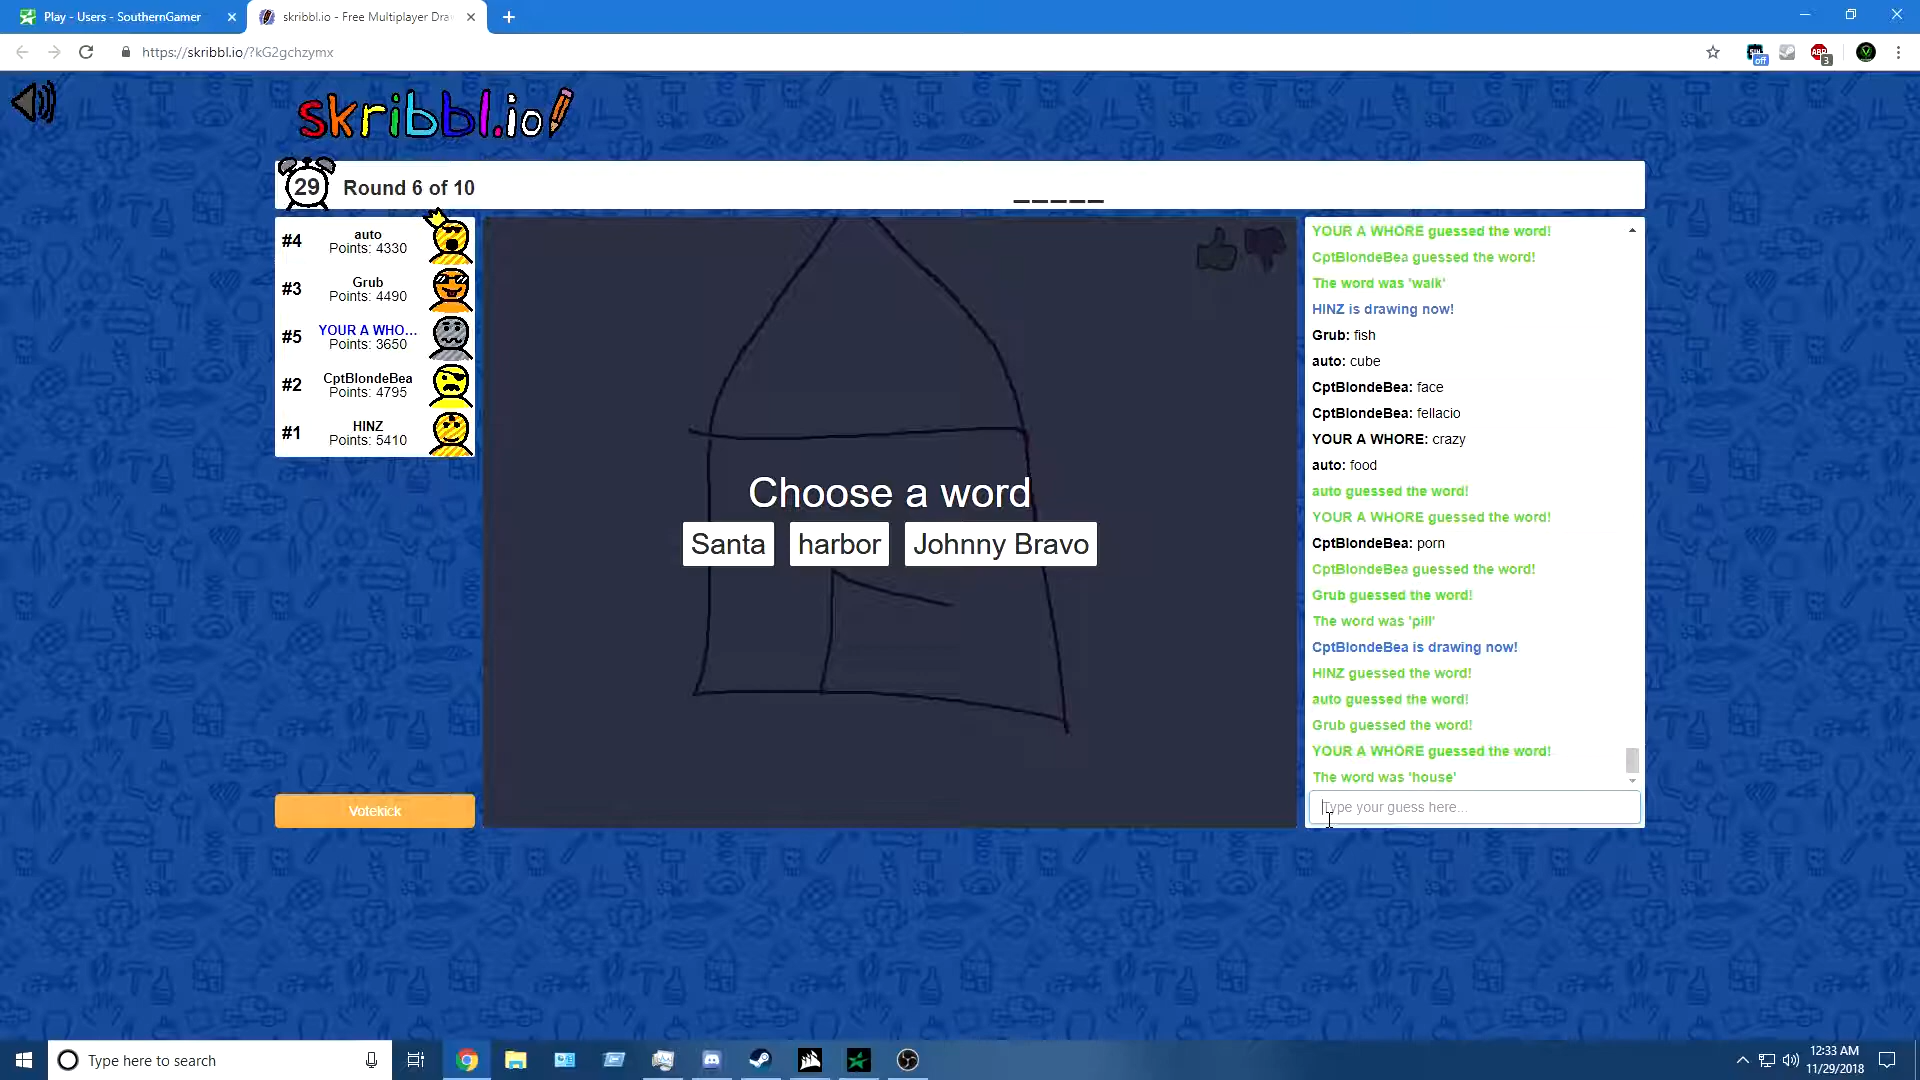 Play - Users - SouthernGamer
skribbl.io - Free Multiplayer Dra
https://skribbl.io/?kG2gchzymx
off
ABP
3
skribbl.io
29
Round 6 of 10
_____
#4
auto
Points: 4330
#3
Grub
Points: 4490
#5
YOUR A WHO...
Points: 3650
#2
CptBlondeBea
Points: 4795
#1
HINZ
Points: 5410
Votekick
Choose a word
Santa
harbor
Johnny Bravo
YOUR A WHORE guessed the word!
CptBlondeBea guessed the word!
The word was 'walk'
HINZ is drawing now!
Grub: fish
auto: cube
CptBlondeBea: face
CptBlondeBea: fellacio
YOUR A WHORE: crazy
auto: food
auto guessed the word!
YOUR A WHORE guessed the word!
CptBlondeBea: porn
CptBlondeBea guessed the word!
Grub guessed the word!
The word was 'pill'
CptBlondeBea is drawing now!
HINZ guessed the word!
auto guessed the word!
Grub guessed the word!
YOUR A WHORE guessed the word!
The word was 'house'
Type your guess here...
Type here to search
12:33 AM
11/29/2018